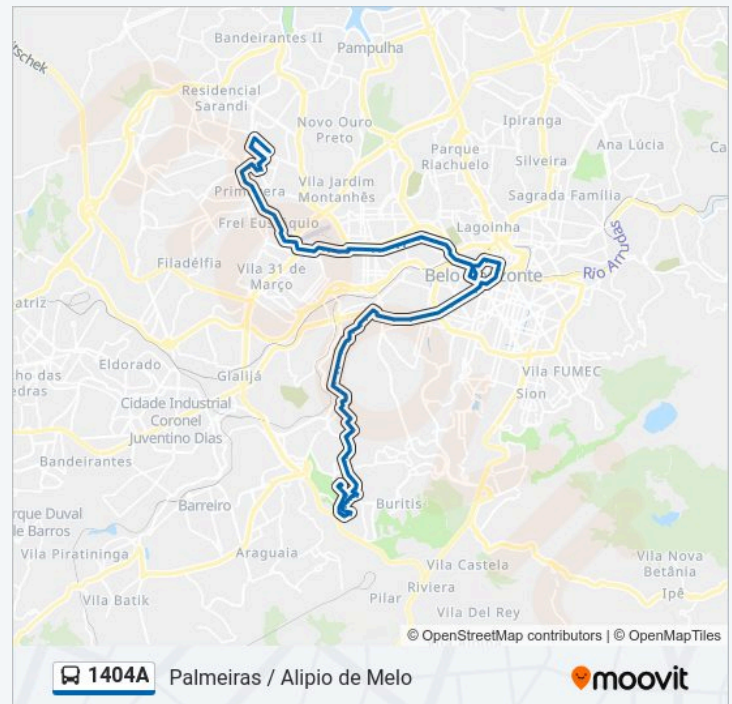 Bandeirantes II
Pampulha
tschek
Residencial
Sarandi
Novo Ouro
Preto
Ipiranga
Ana Lúcia
Parque
Riachuelo
Silveira
Vila Jardim
Montanhês
Sagrada Família
Lagoinha
Filadélfia
Vila 31 de
Março
Rio Arrudas
Eldorado
Cidade Industrial
Coronel
Juventino Dias
Vila FUMEC
Sion
Bandeirantes
Barreiro
Buritis
Vila Piratininga
Araguaia
Vila Castela
Vila Nova
Betânia
Riviera
Ipê
Vila Batik
Pilar
Vila Del Rey
© OpenStreetMap contributors | © OpenMapTiles
1404A
Palmeiras / Alipio de Melo
moovit